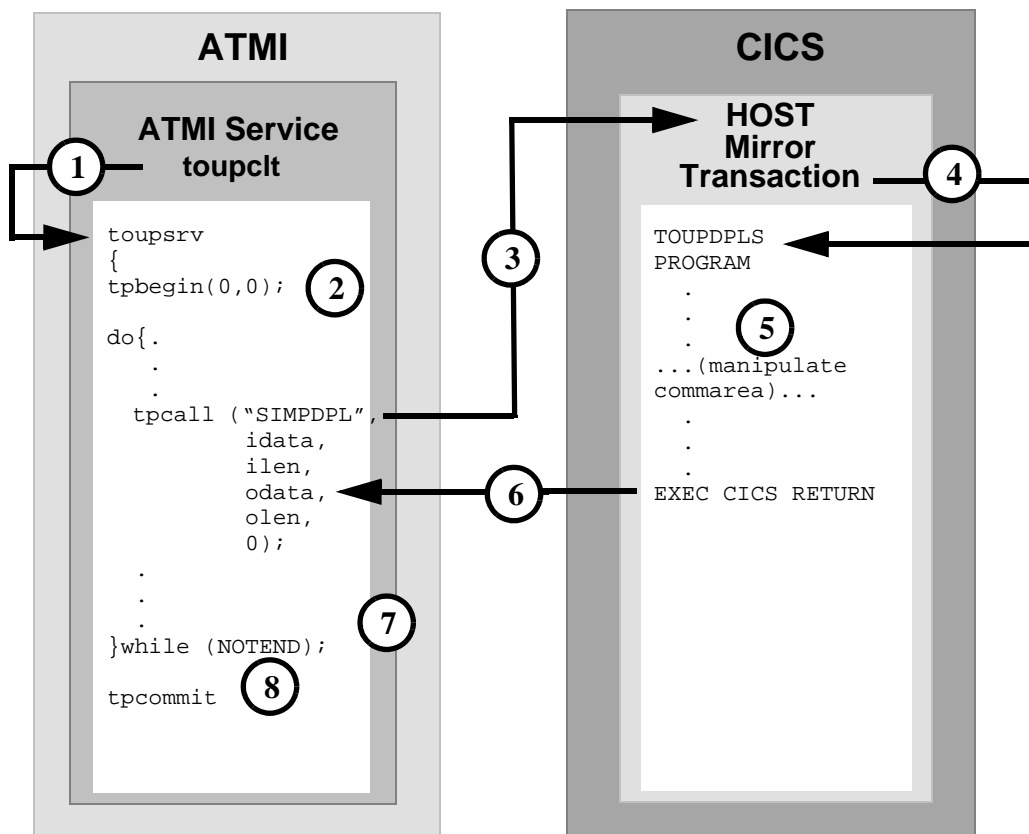 ATMI
ATMI Service
toupclt
1
toupsrv
{
tpbegin(0,0);
2
do{.
.
.
tpcall (“SIMPDPL”,
idata,
ilen,
odata,
olen,
0);
.
.
.
}while (NOTEND);
7
tpcommit
8
3
6
CICS
HOST
Mirror
Transaction
4
TOUPDPLS
PROGRAM
.
.
.
5
...(manipulate
commarea)...
.
.
.
EXEC CICS RETURN